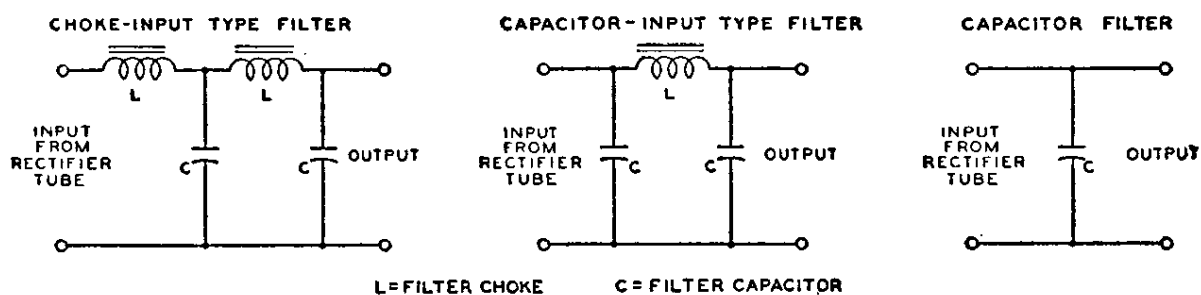 CHOKE-INPUT TYPE FILTER
L
L
INPUT
FROM
RECTIFIER
TUBE
C
C
OUTPUT
CAPACITOR-INPUT TYPE FILTER
L
INPUT
FROM
RECTIFIER
TUBE
C
C
OUTPUT
CAPACITOR FILTER
INPUT
FROM
RECTIFIER
TUBE
C
OUTPUT
L=FILTER CHOKE
C=FILTER CAPACITOR